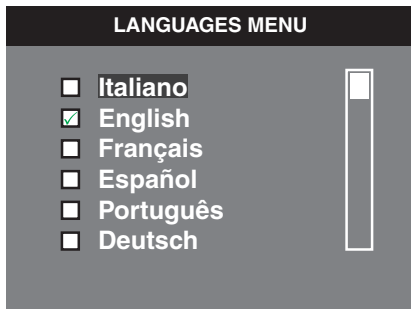 LANGUAGES MENU
Italiano
English
Français
Español
Português
Deutsch